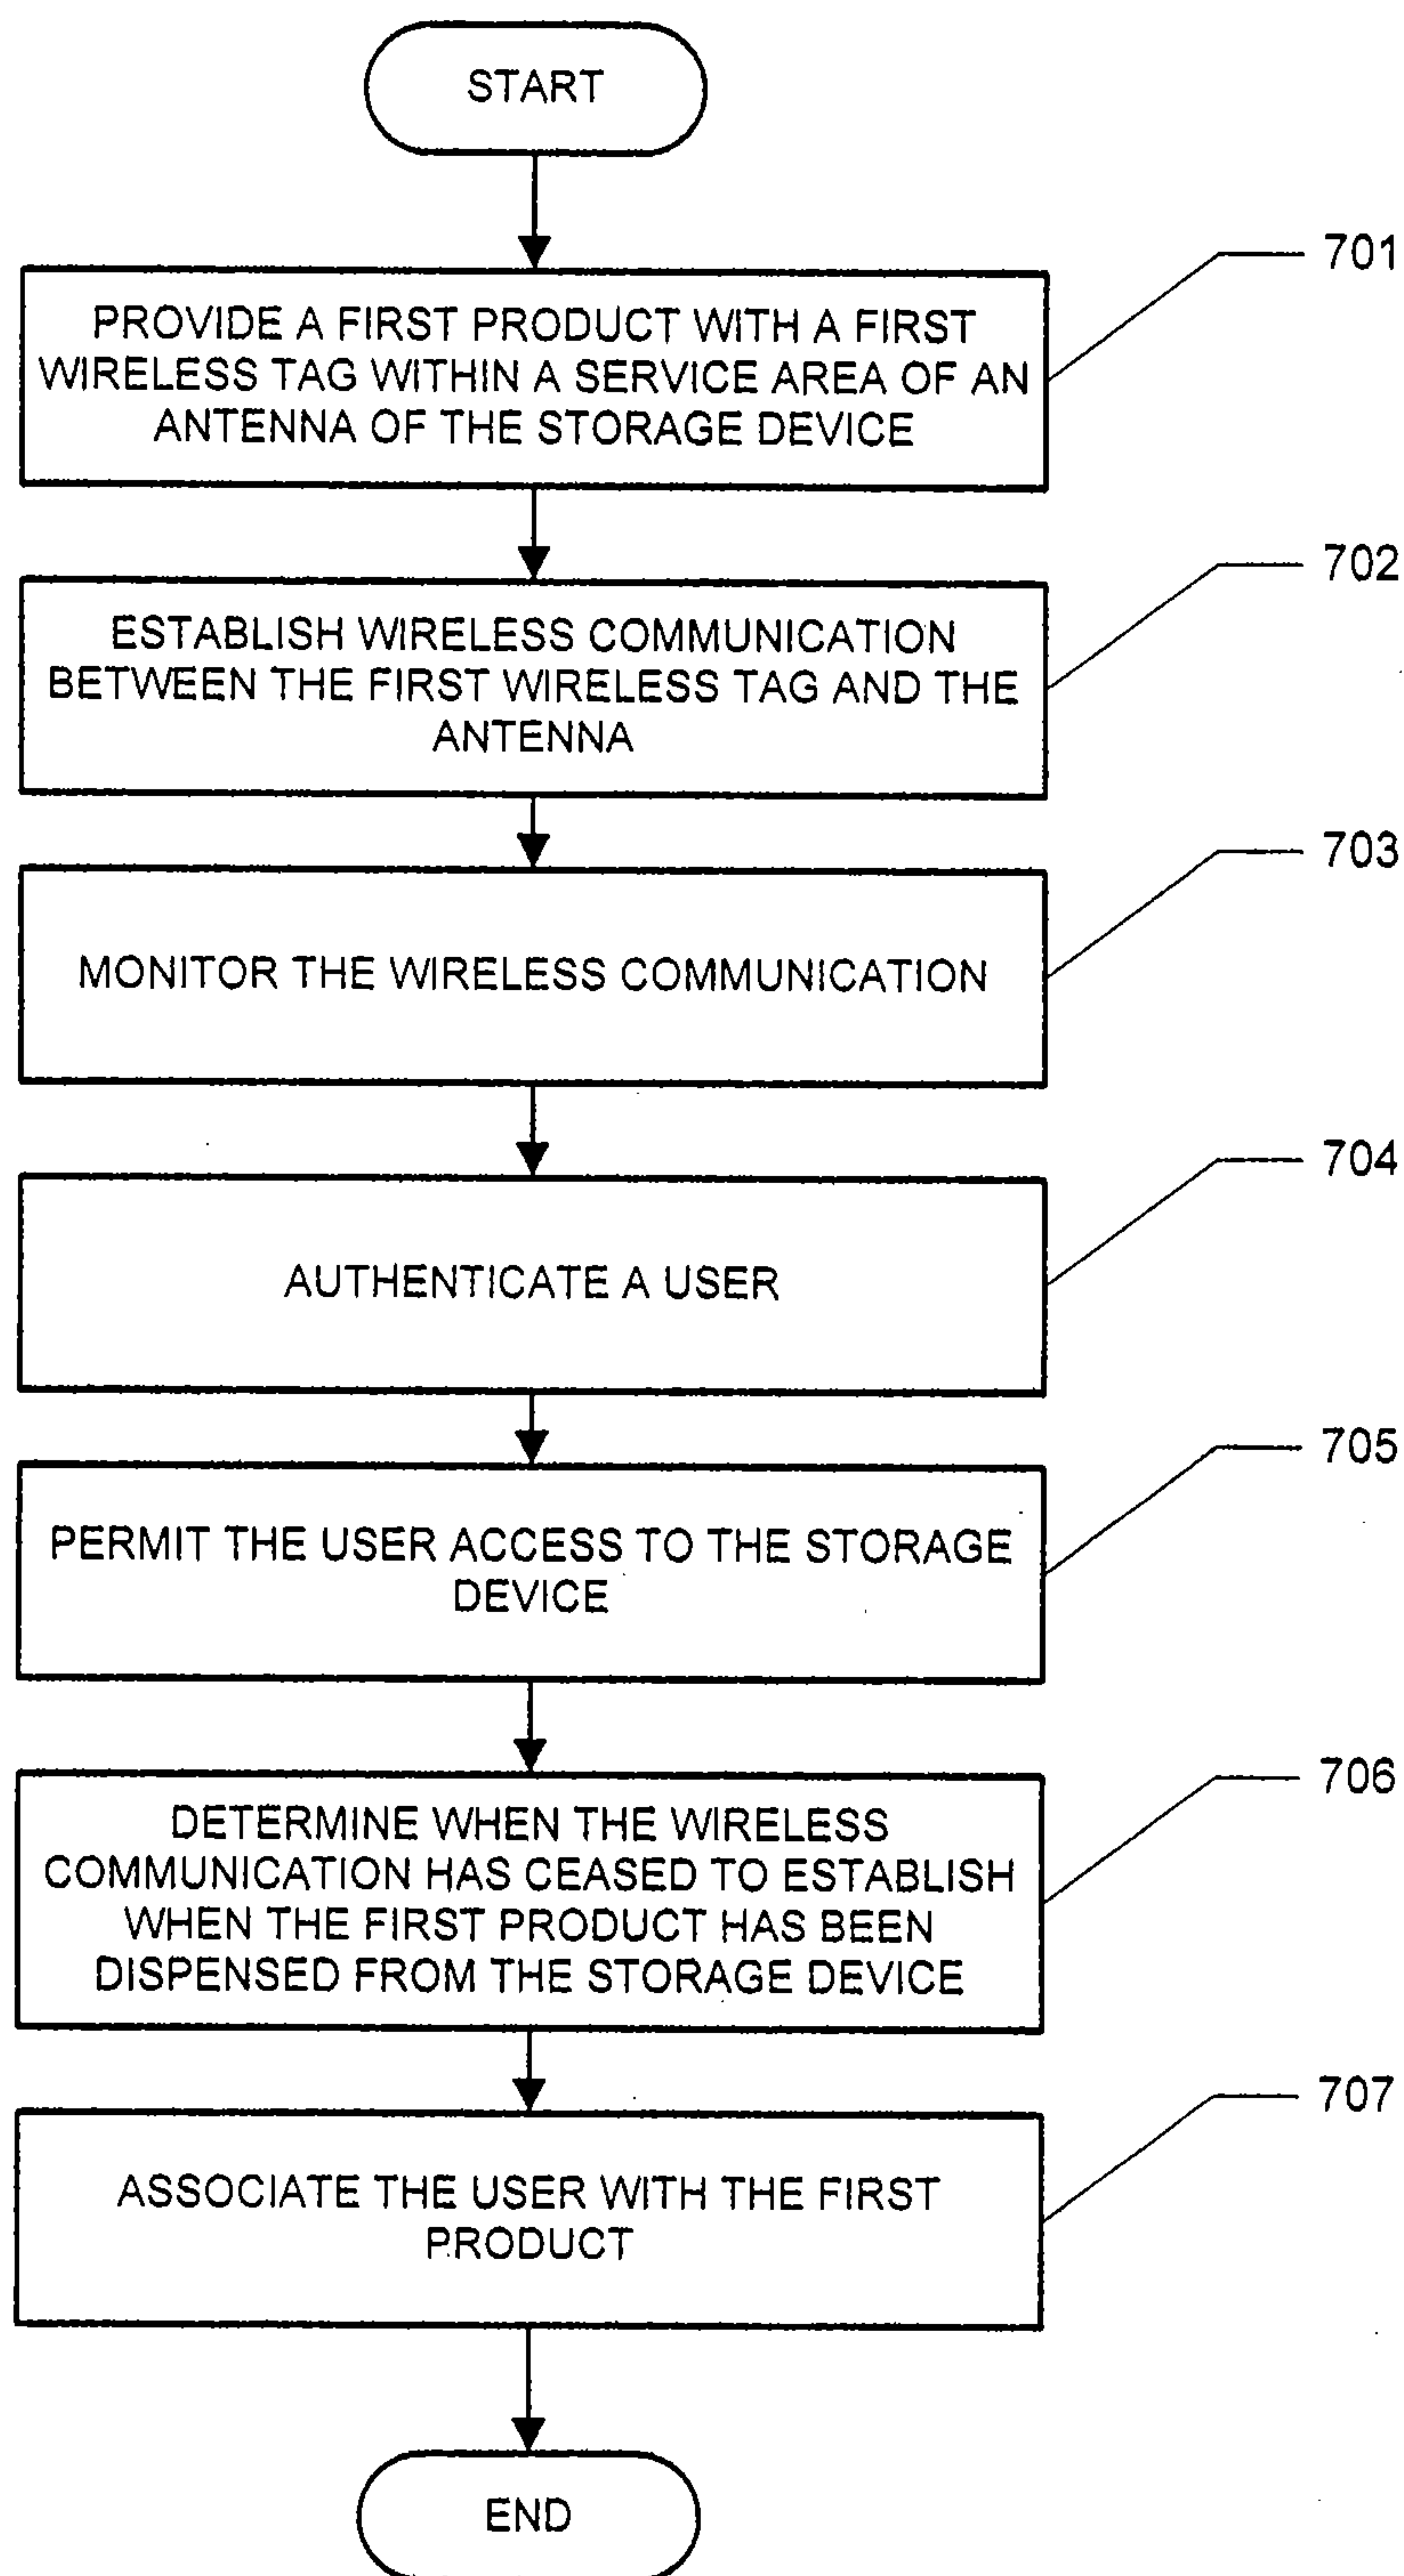 START
701
PROVIDE A FIRST PRODUCT WITH A FIRST
WIRELESS TAG WITHIN A SERVICE AREA OF AN
ANTENNA OF THE STORAGE DEVICE
702
ESTABLISH WIRELESS COMMUNICATION
BETWEEN THE FIRST WIRELESS TAG AND THE
ANTENNA
703
MONITOR THE WIRELESS COMMUNICATION
704
AUTHENTICATE A USER
705
PERMIT THE USER ACCESS TO THE STORAGE
DEVICE
706
DETERMINE WHEN THE WIRELESS
COMMUNICATION HAS CEASED TO ESTABLISH
WHEN THE FIRST PRODUCT HAS BEEN
DISPENSED FROM THE STORAGE DEVICE
707
ASSOCIATE THE USER WITH THE FIRST
PRODUCT
END